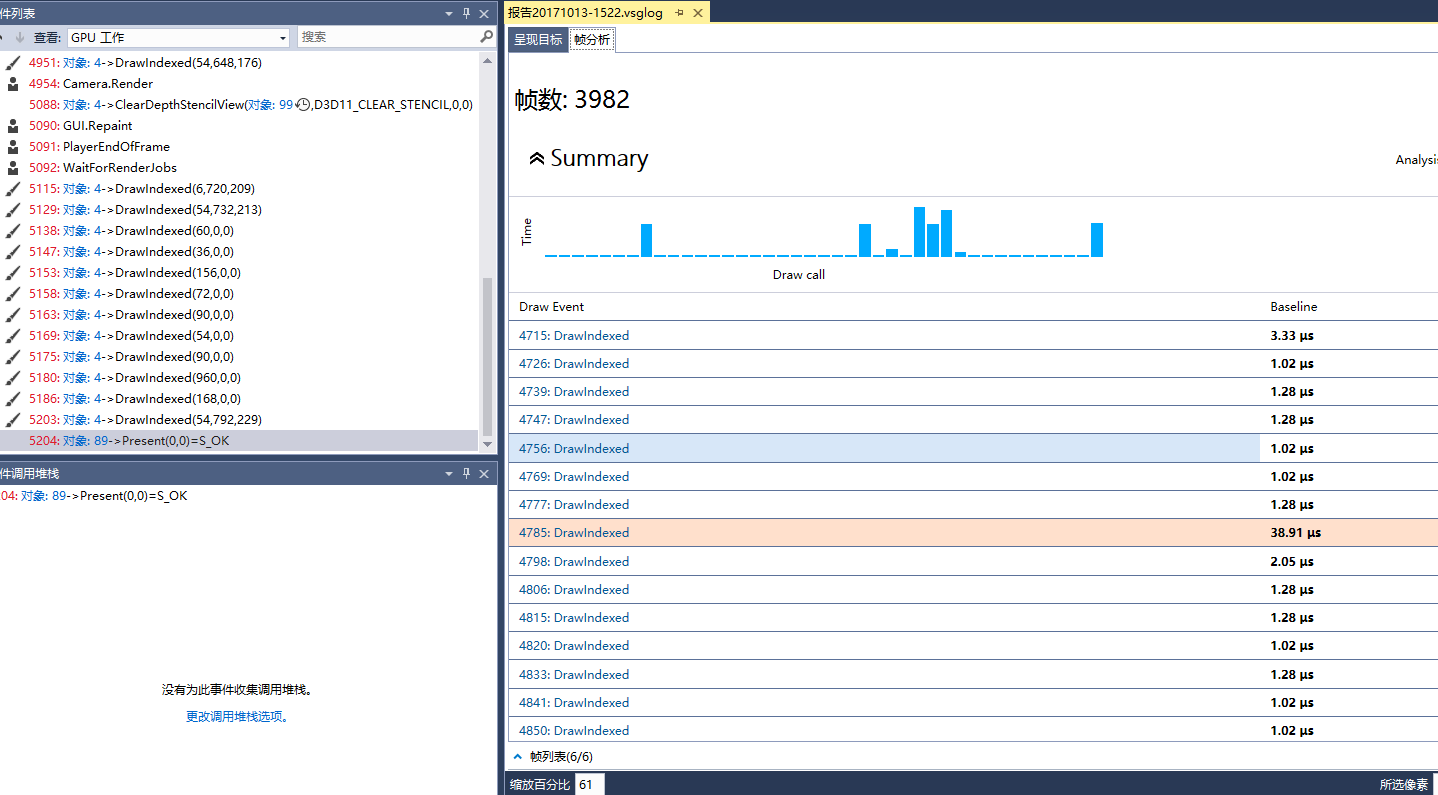 件列表
查看: GPU 工作 搜索
4951: 对象: 4->DrawIndexed(54,648,176)
4954: Camera.Render
5088: 对象: 4->ClearDepthStencilView(对象: 99,D3D11_CLEAR_STENCIL,0,0)
5090: GUI.Repaint
5091: PlayerEndOfFrame
5092: WaitForRenderJobs
5115: 对象: 4->DrawIndexed(6,720,209)
5129: 对象: 4->DrawIndexed(54,732,213)
5138: 对象: 4->DrawIndexed(60,0,0)
5147: 对象: 4->DrawIndexed(36,0,0)
5153: 对象: 4->DrawIndexed(156,0,0)
5158: 对象: 4->DrawIndexed(72,0,0)
5163: 对象: 4->DrawIndexed(90,0,0)
5169: 对象: 4->DrawIndexed(54,0,0)
5175: 对象: 4->DrawIndexed(90,0,0)
5180: 对象: 4->DrawIndexed(960,0,0)
5186: 对象: 4->DrawIndexed(168,0,0)
5203: 对象: 4->DrawIndexed(54,792,229)
5204: 对象: 89->Present(0,0)=S_OK
件调用堆栈
04: 对象: 89->Present(0,0)=S_OK
没有为此事件收集调用堆栈。
更改调用堆栈选项。
报告20171013-1522.vsglog
呈现目标 帧分析
帧数: 3982
Summary
Analysis
Time
Draw call
Draw Event Baseline
4715: DrawIndexed 3.33 µs
4726: DrawIndexed 1.02 µs
4739: DrawIndexed 1.28 µs
4747: DrawIndexed 1.28 µs
4756: DrawIndexed 1.02 µs
4769: DrawIndexed 1.02 µs
4777: DrawIndexed 1.28 µs
4785: DrawIndexed 38.91 µs
4798: DrawIndexed 2.05 µs
4806: DrawIndexed 1.28 µs
4815: DrawIndexed 1.28 µs
4820: DrawIndexed 1.02 µs
4833: DrawIndexed 1.28 µs
4841: DrawIndexed 1.02 µs
4850: DrawIndexed 1.02 µs
帧列表(6/6)
缩放百分比 61 所选像素